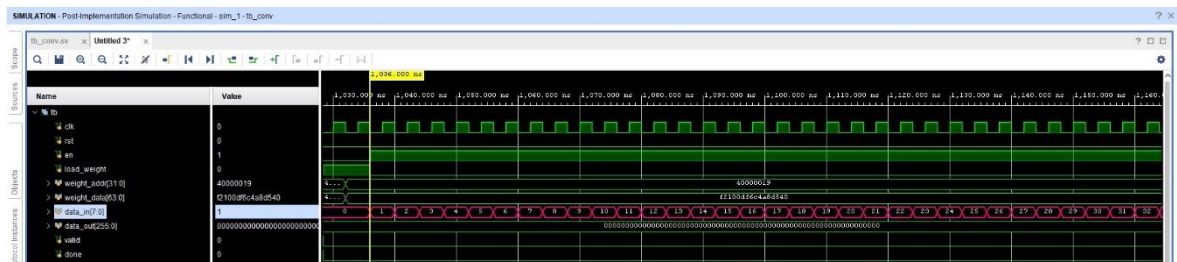 SIMULATION - Post-Implementation Simulation - Functional - sim_1 - tb_conv
tb_conv.sv × Untitled 3* ×
Scope
Sources
Objects
Protocol Instances
1,036.000 ns
Name Value
1,030.000 ns 1,040.000 ns 1,050.000 ns 1,060.000 ns 1,070.000 ns 1,080.000 ns 1,090.000 ns 1,100.000 ns 1,110.000 ns 1,120.000 ns 1,130.000 ns 1,140.000 ns 1,150.000 ns 1,160.
tb
clk 0
rst 0
en 1
load_weight 0
weight_addr[31:0] 40000019 4... 40000019
weight_data[63:0] f2100df6c4a8d540 4... f2100df6c4a8d540
data_in[7:0] 1 0 1 2 3 4 5 6 7 8 9 10 11 12 13 14 15 16 17 18 19 20 21 22 23 24 25 26 27 28 29 30 31 32
data_out[255:0]
valid 0
done 0